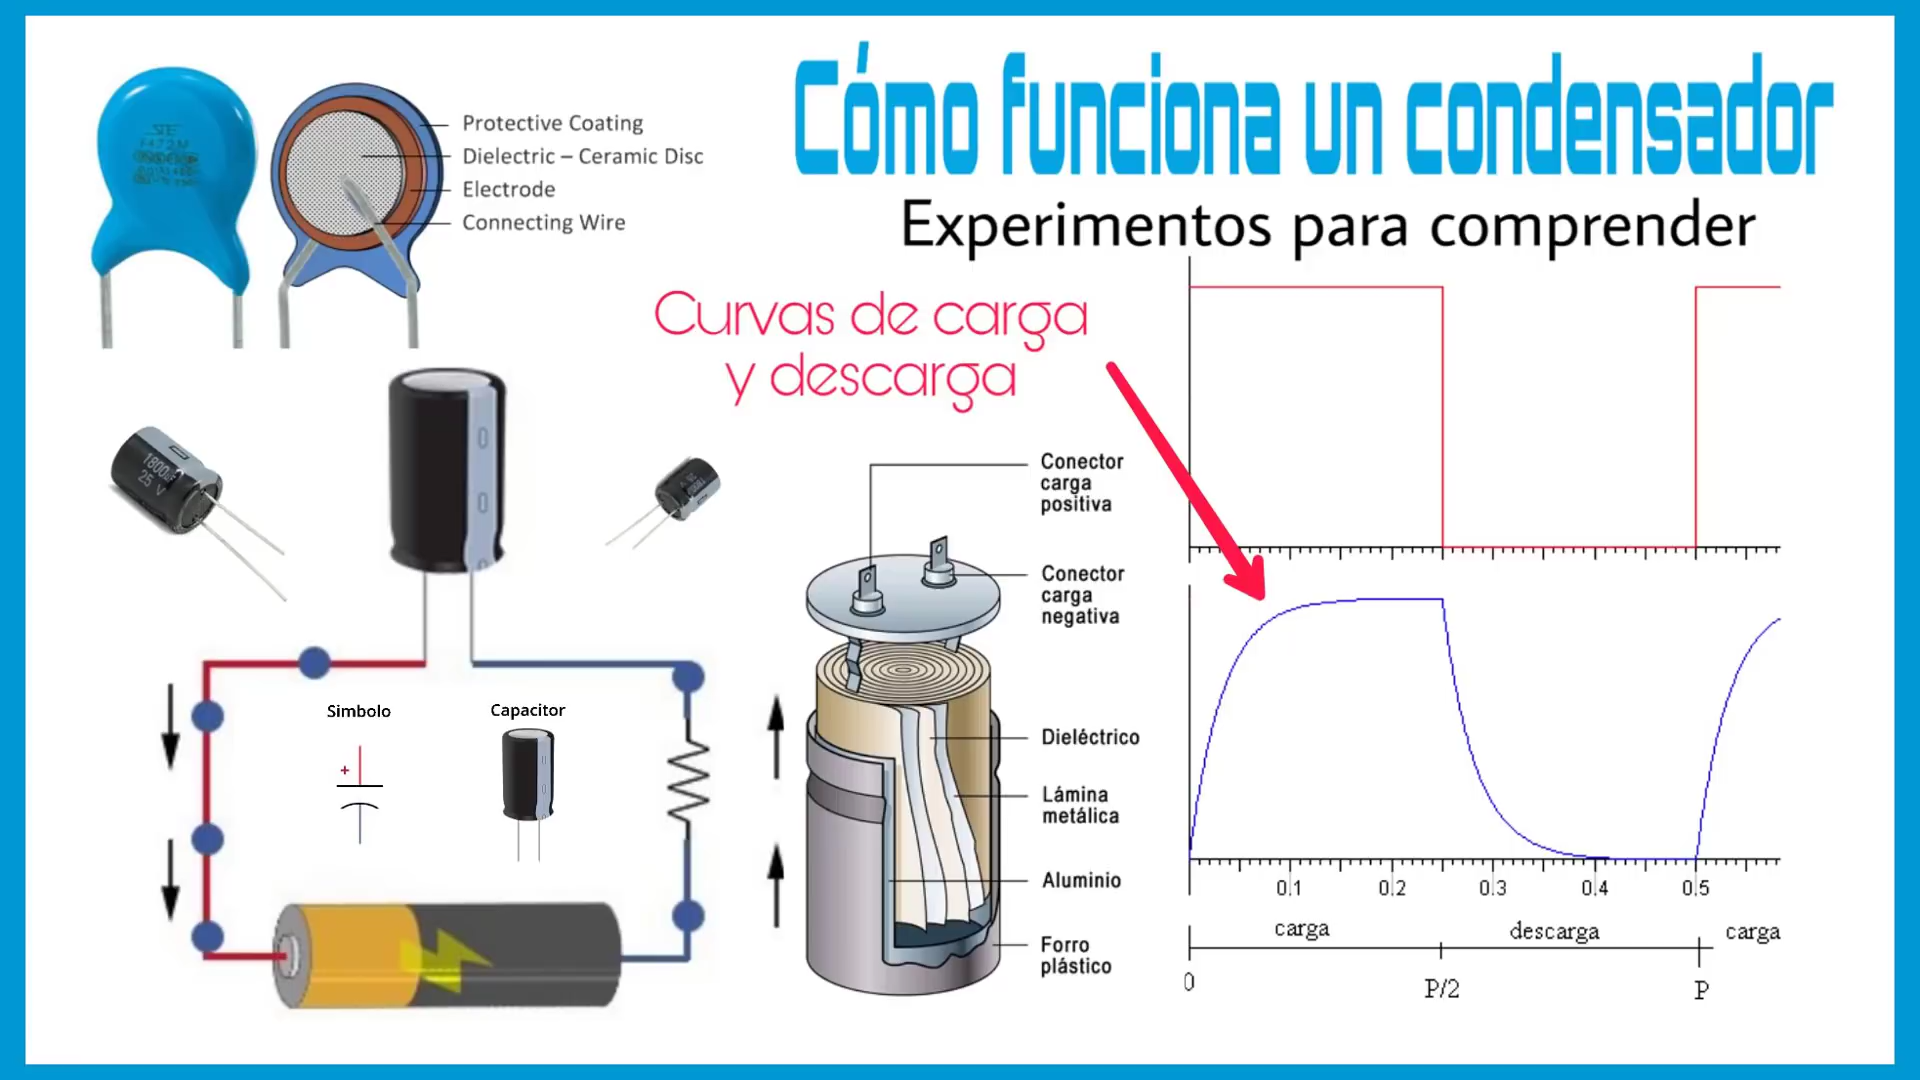 Cómo funciona un condensador
Experimentos para comprender
Protective Coating
Dielectric – Ceramic Disc
Electrode
Connecting Wire
Curvas de carga
y descarga
1800µF
25 V
Simbolo
Capacitor
+
Conector
carga
positiva
Conector
carga
negativa
Dieléctrico
Lámina
metálica
Aluminio
Forro
plástico
0.1 0.2 0.3 0.4 0.5
carga descarga carga
0 P/2 P